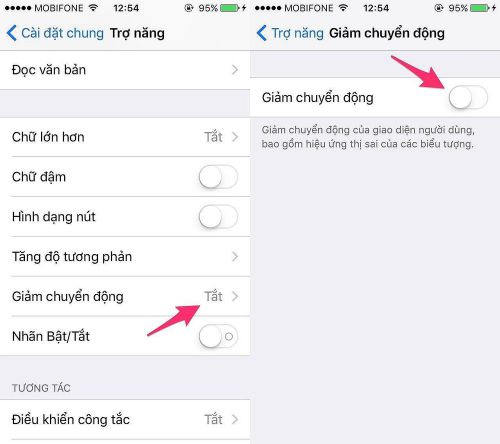 MOBIFONE 12:54 95%
Cài đặt chung Trợ năng
Đọc văn bản
Chữ lớn hơn Tắt
Chữ đậm
Hình dạng nút
Tăng độ tương phản
Giảm chuyển động Tắt
Nhãn Bật/Tắt
TƯƠNG TÁC
Điều khiển công tắc Tắt
MOBIFONE 12:54 95%
Trợ năng Giảm chuyển động
Giảm chuyển động
Giảm chuyển động của giao diện người dùng,
bao gồm hiệu ứng thị sai của các biểu tượng.